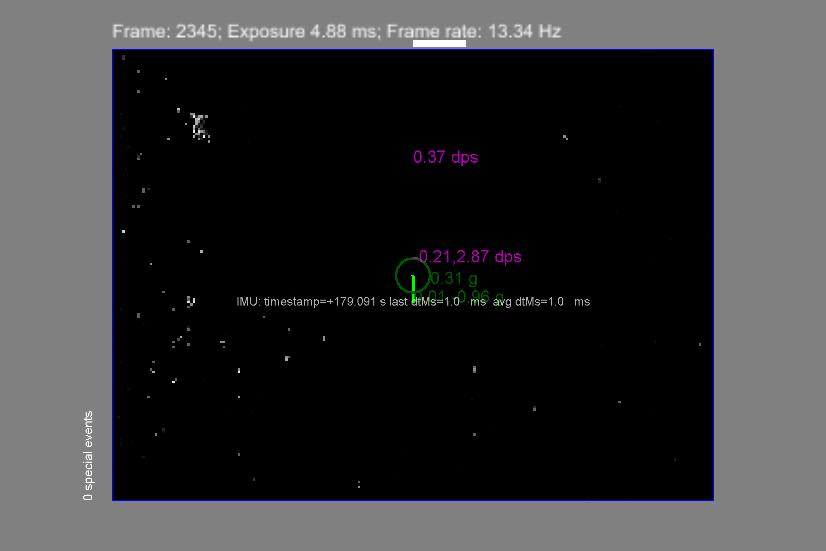 Frame: 2345; Exposure 4.88 ms; Frame rate: 13.34 Hz
0.37 dps
-0.21,2.87 dps
0.31 g
IMU: timestamp=+179.091 s last dtMs=1.0 ms avg dtMs=1.0 ms
0 special events